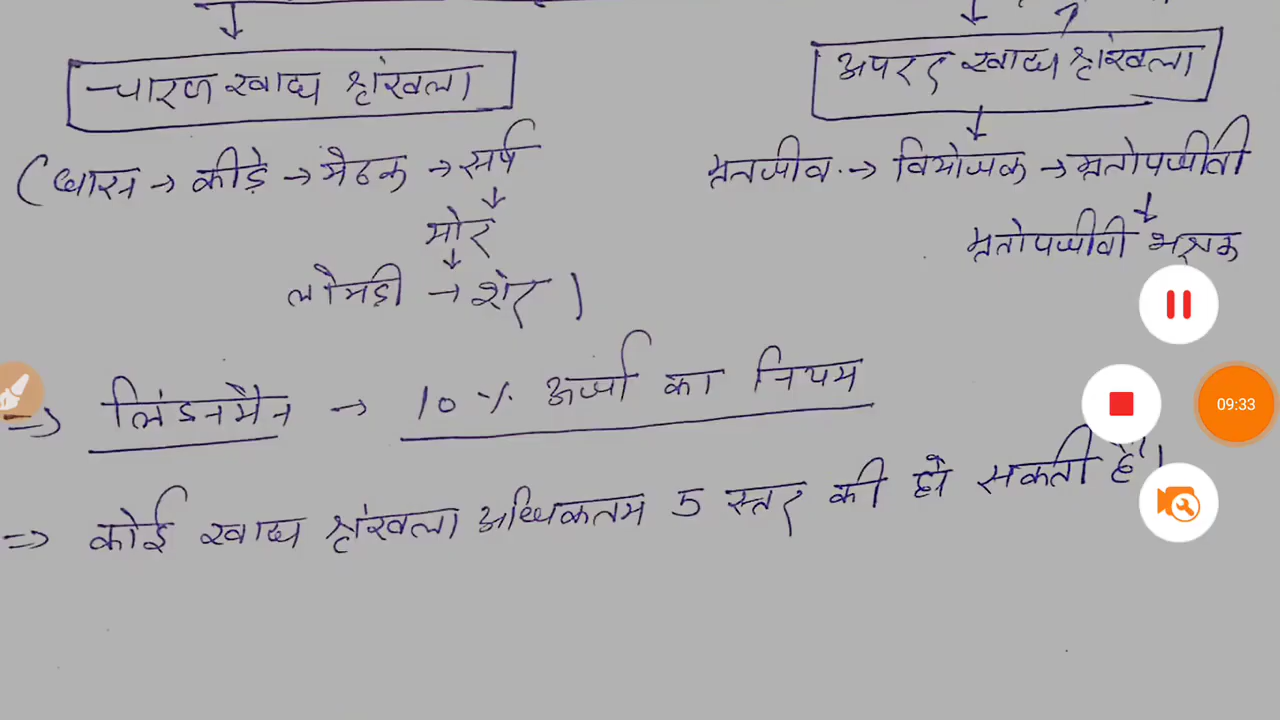 चारण खाद्य श्रृंखला
(घास → कीड़े → मैढक → सर्प
↓
मोर
↓
लोमड़ी → शेर)
अपरद खाद्य श्रृंखला
↓
मृतजीव → वियोजक → मृतोपजीवी
↓
मृतोपजीवी भक्षक
⇒ लिंडनमैन → 10% ऊर्जा का नियम
⇒ कोई खाद्य श्रृंखला अधिकतम 5 स्तर की हो सकती है।
09:33